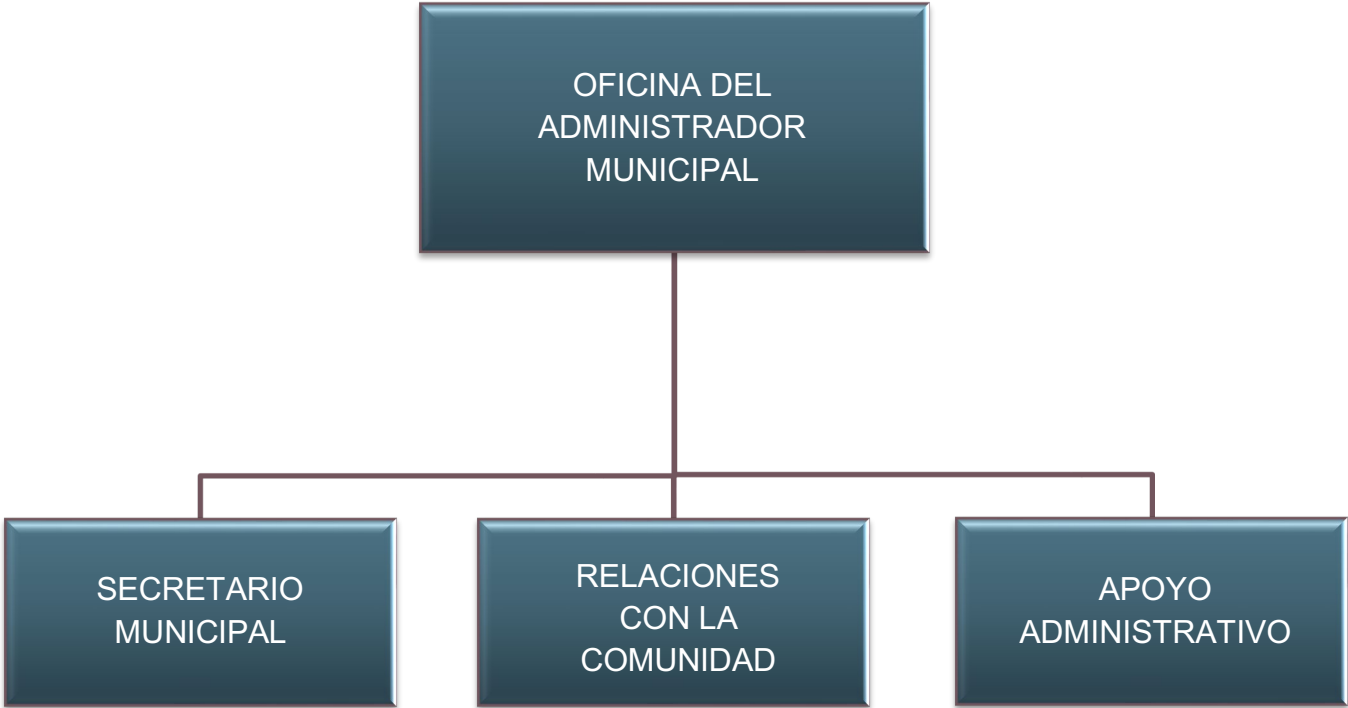 OFICINA DEL
ADMINISTRADOR
MUNICIPAL
SECRETARIO
MUNICIPAL
RELACIONES
CON LA
COMUNIDAD
APOYO
ADMINISTRATIVO